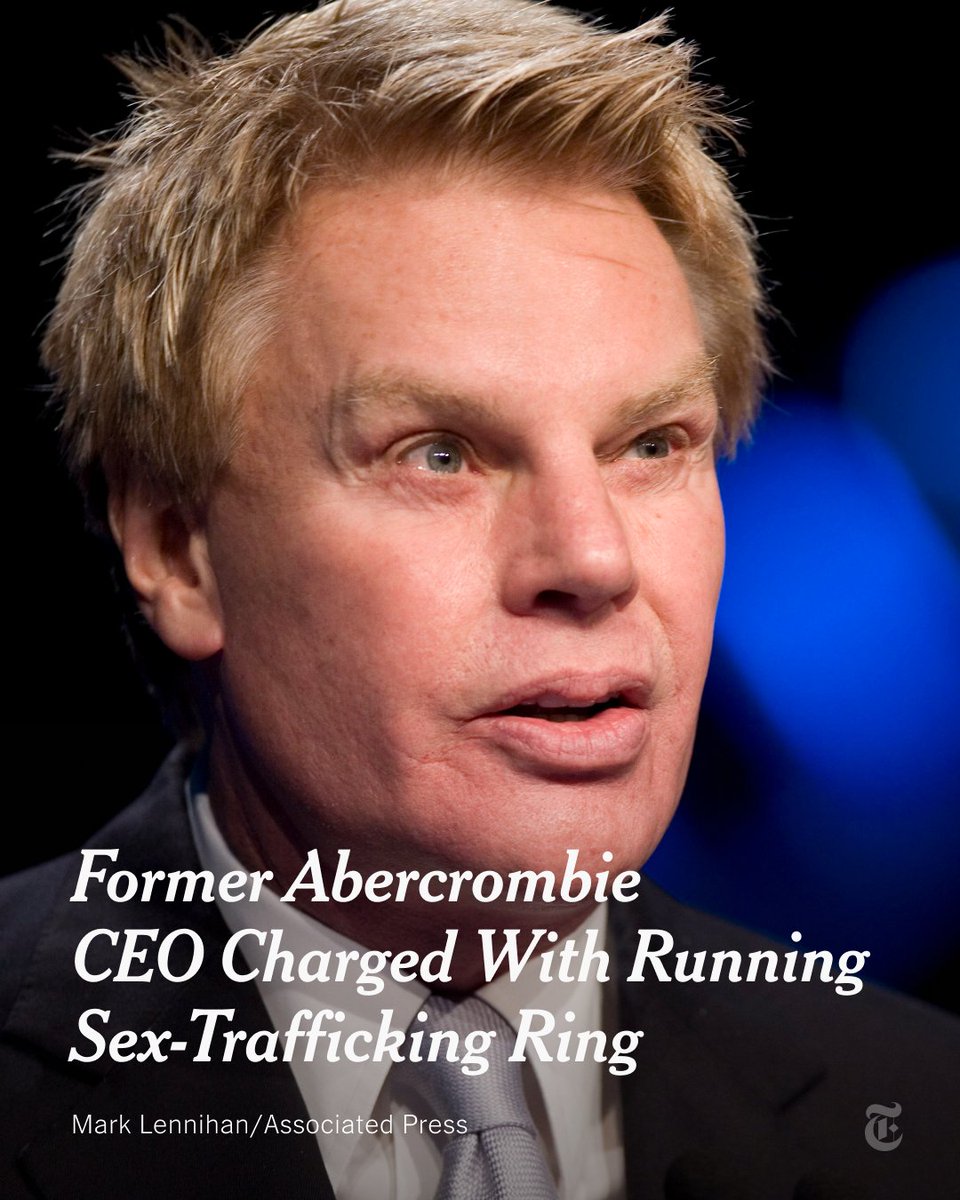 Former Abercrombie
CEO Charged With Running
Sex-Trafficking Ring
Mark Lennihan/Associated Press
T